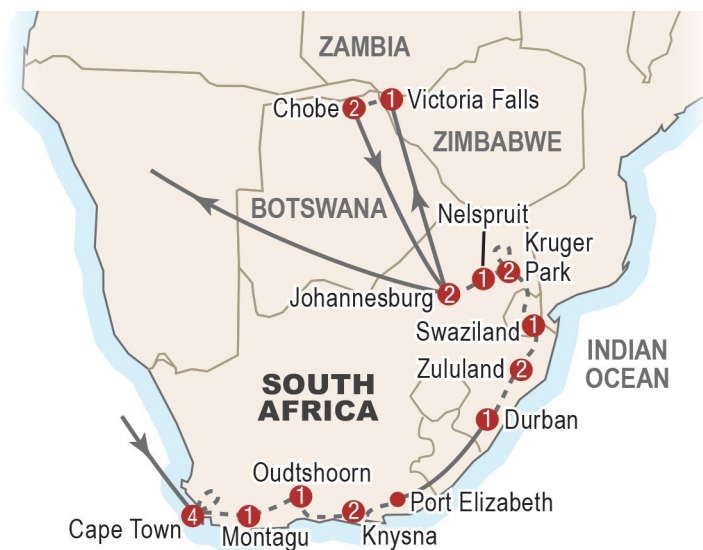 ZAMBIA
Chobe 2
1 Victoria Falls
ZIMBABWE
BOTSWANA
Nelspruit
Kruger
1
2 Park
Johannesburg 2
Swaziland 1
INDIAN
OCEAN
Zululand 2
SOUTH
AFRICA
1 Durban
Oudtshoorn
1
Port Elizabeth
Cape Town 4
1
Montagu
2
Knysna